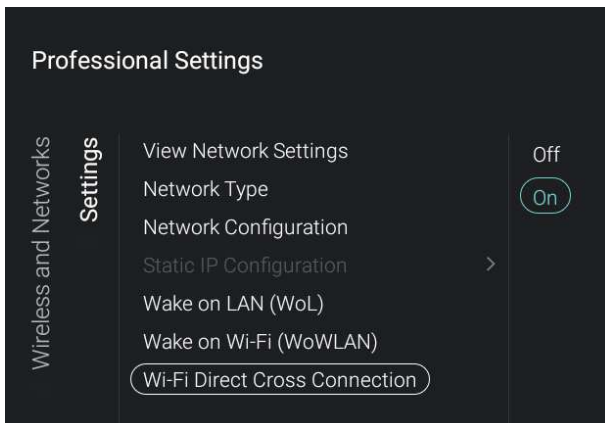 Professional Settings
Wireless and Networks
Settings
View Network Settings
Network Type
Network Configuration
Static IP Configuration
Wake on LAN (WoL)
Wake on Wi-Fi (WoWLAN)
Wi-Fi Direct Cross Connection
Off
On